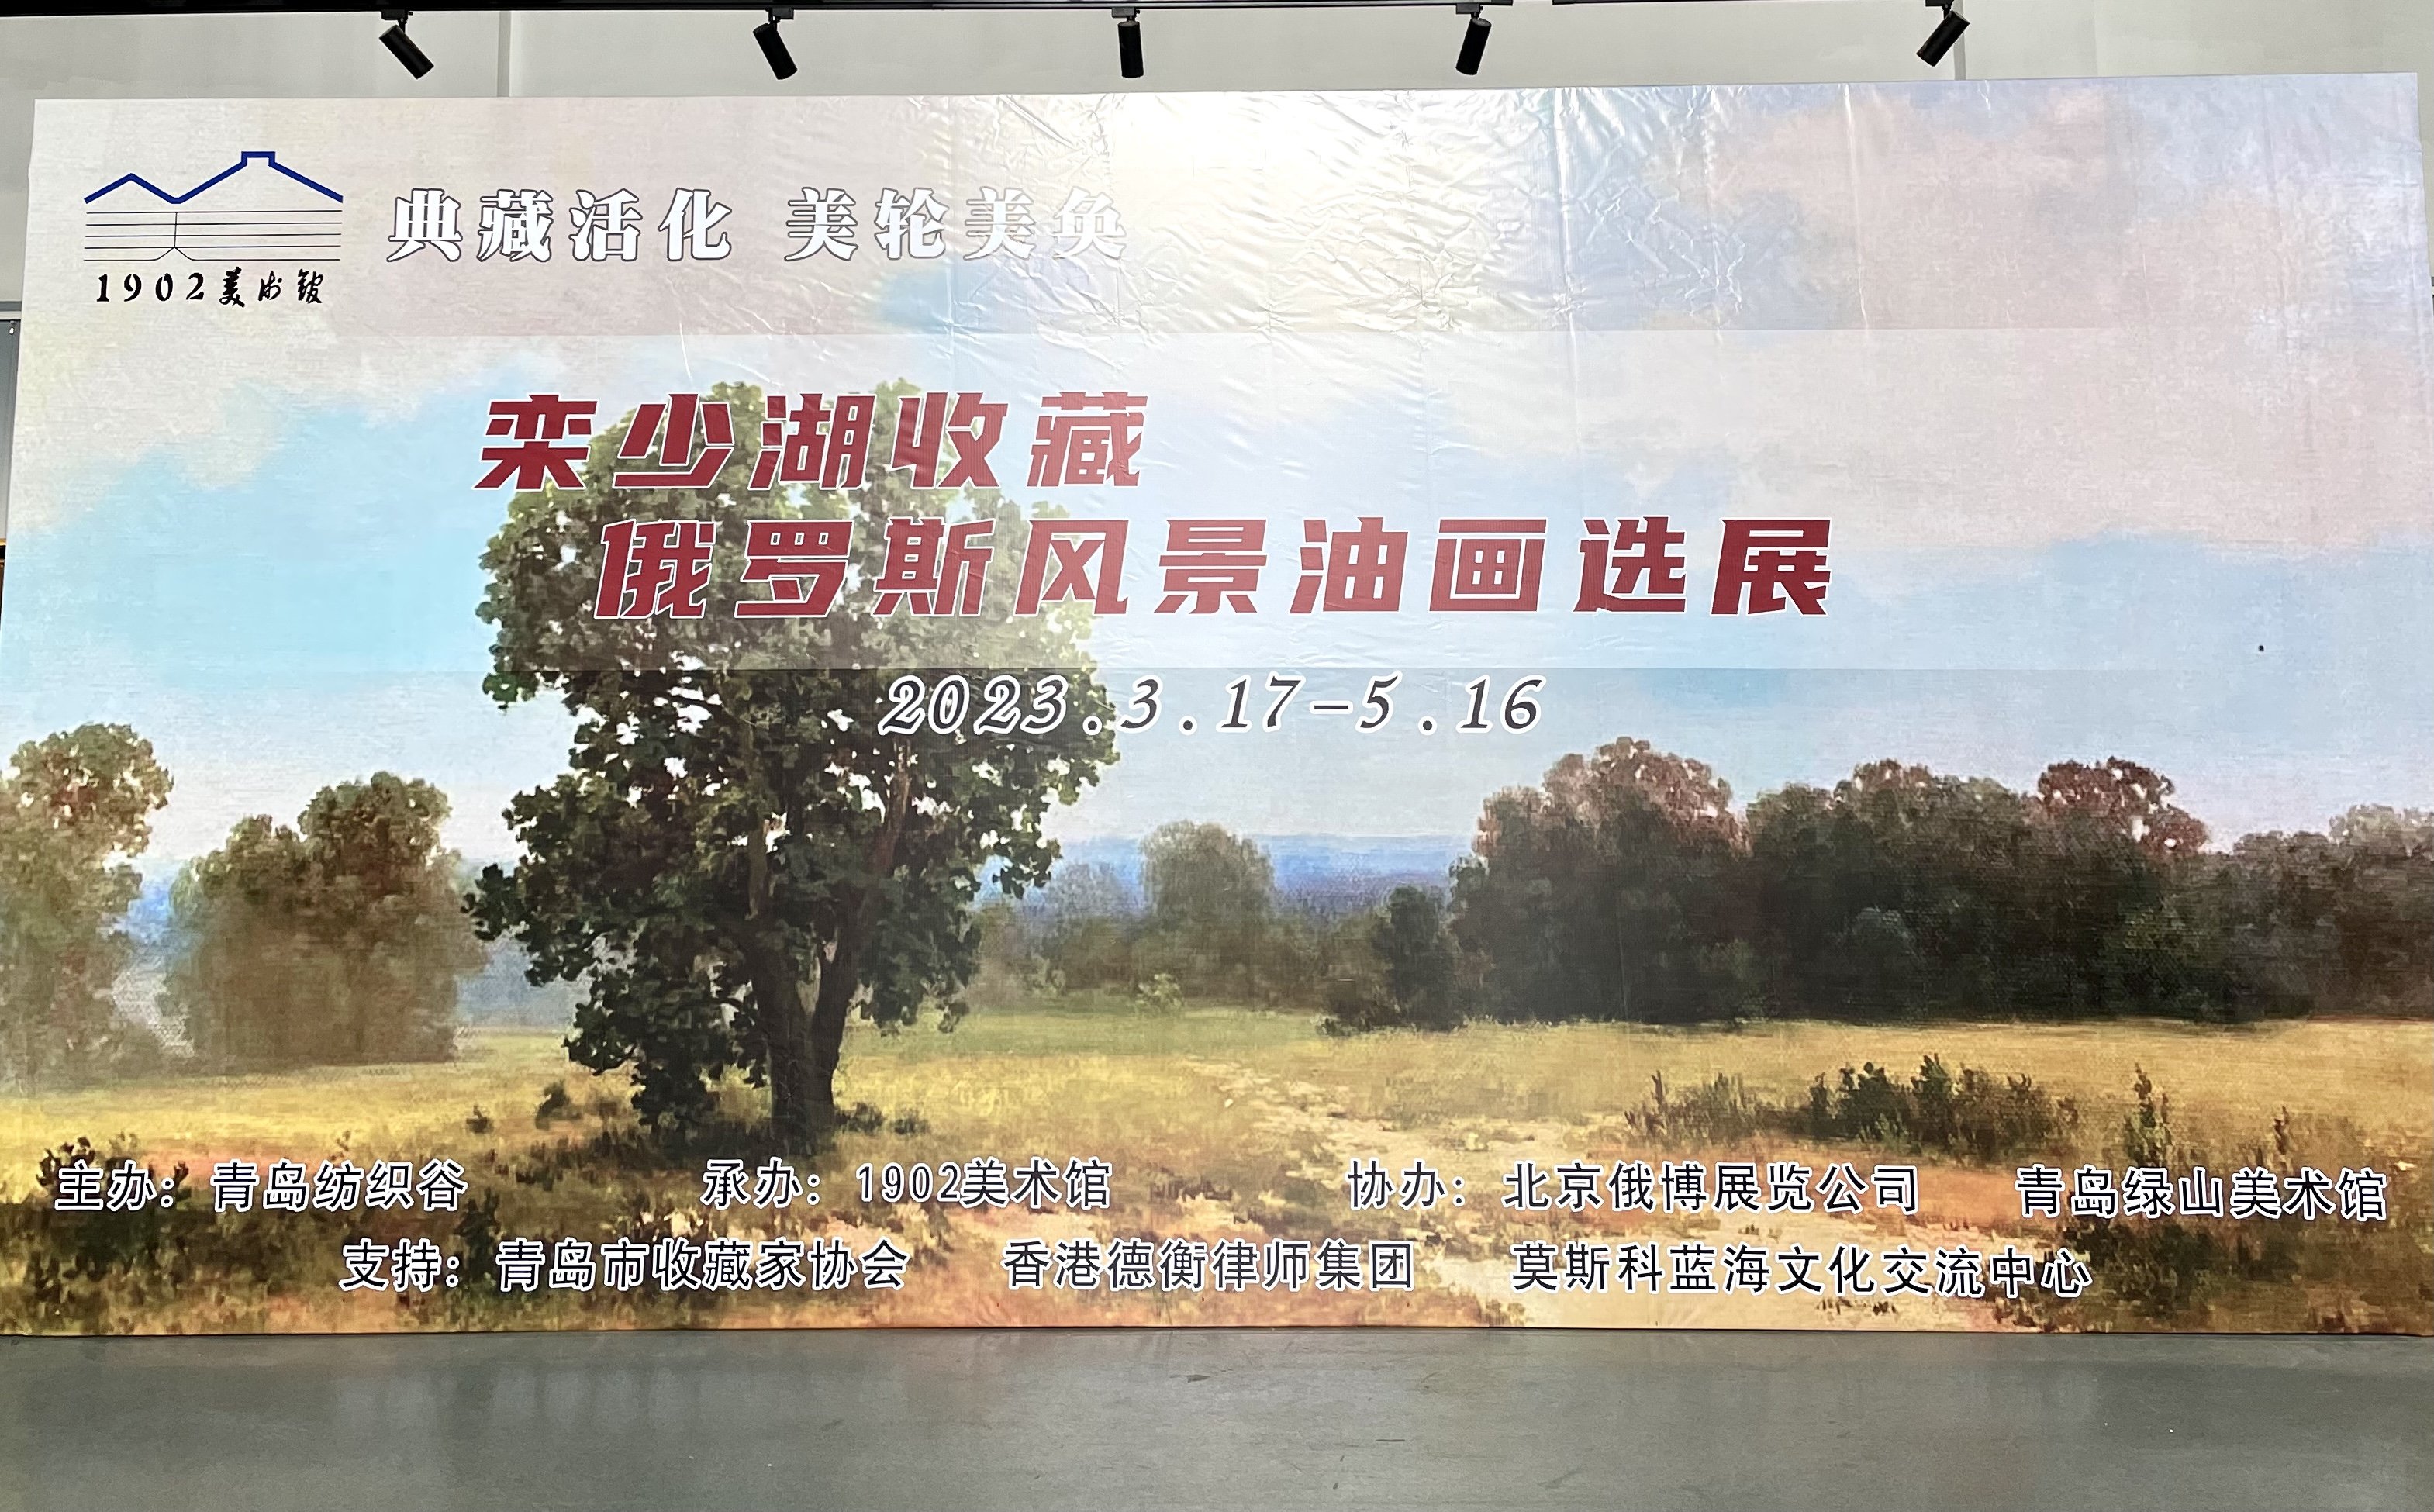 典藏活化 美轮美奂
1902美术馆
栾少湖收藏
俄罗斯风景油画选展
2023.3.17-5.16
主办：青岛纺织谷 承办：1902美术馆 协办：北京俄博展览公司 青岛绿山美术馆
支持：青岛市收藏家协会 香港德衡律师集团 莫斯科蓝海文化交流中心